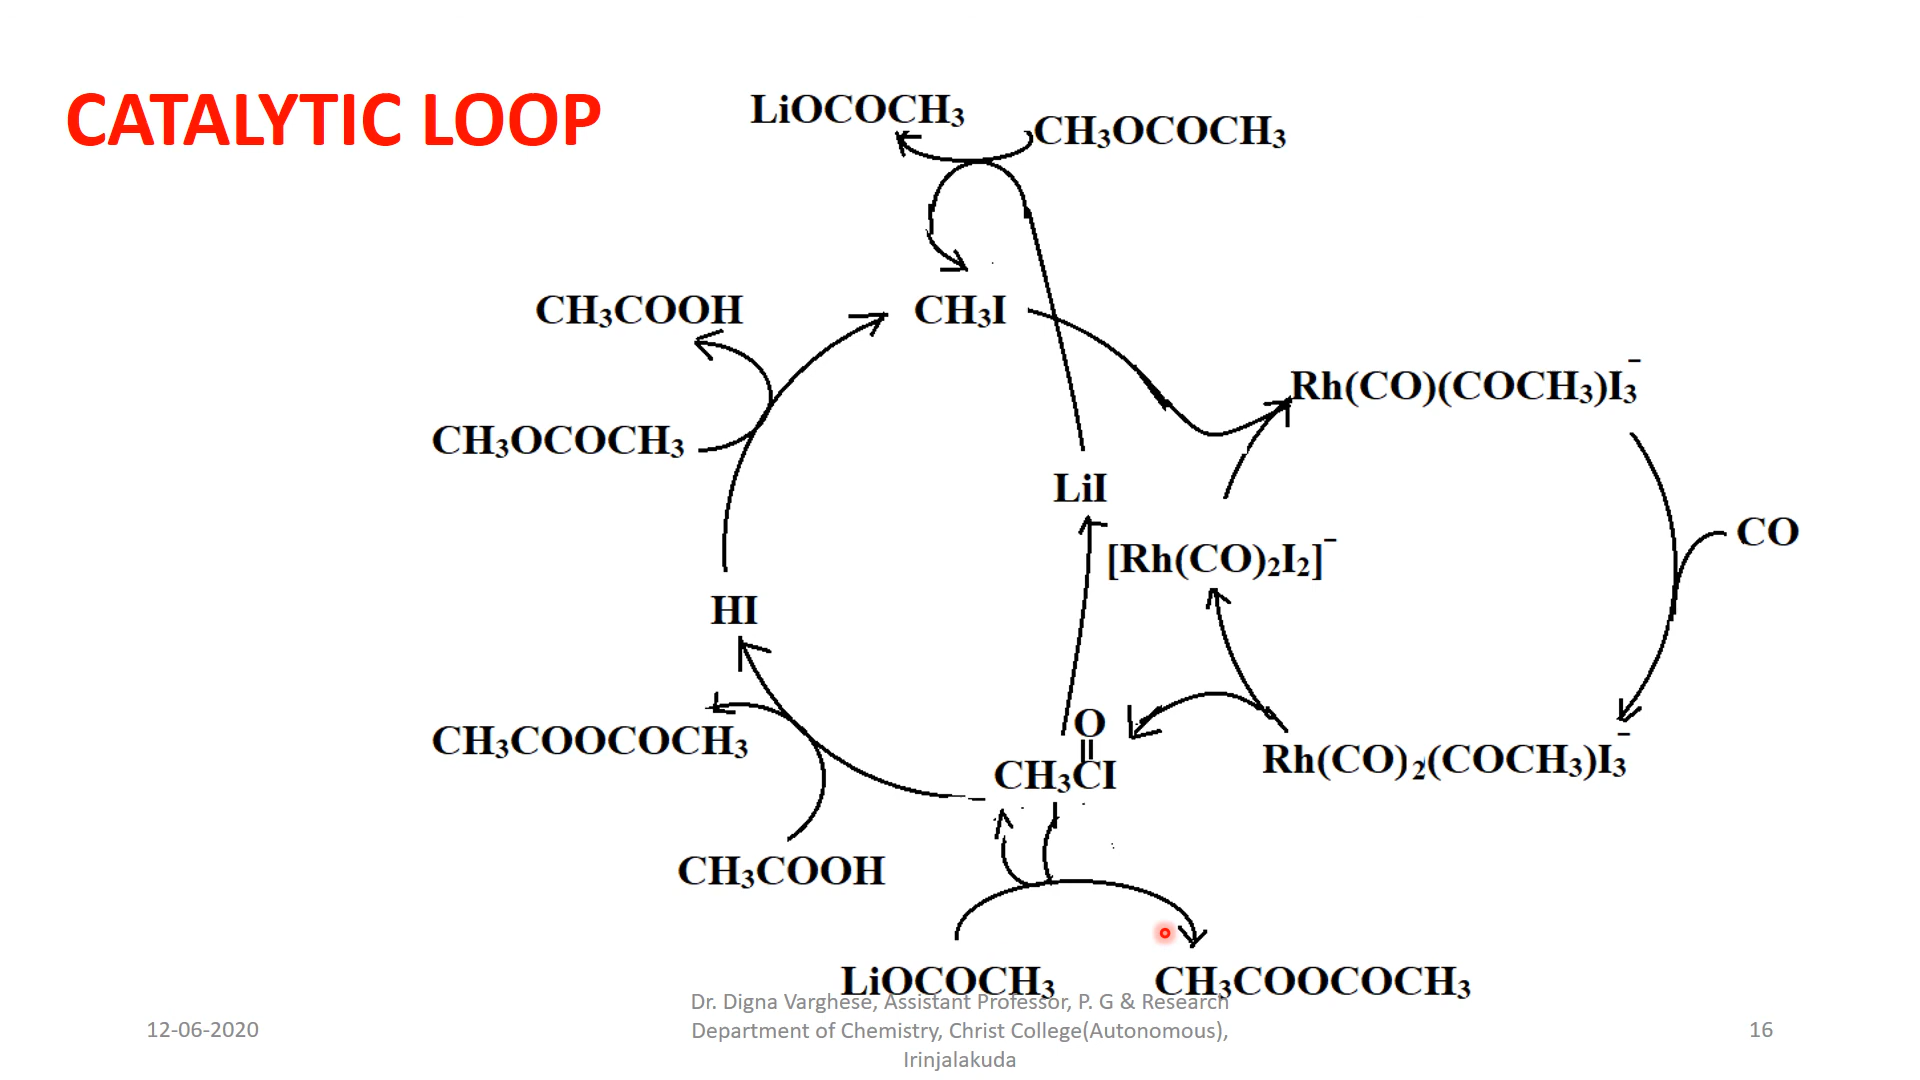 CATALYTIC LOOP
LiOCOCH₃
CH₃OCOCH₃
CH₃COOH
CH₃I
Rh(CO)(COCH₃)I₃⁻
CH₃OCOCH₃
LiI
CO
[Rh(CO)₂I₂]⁻
HI
O
CH₃COOCOCH₃
CH₃CI
Rh(CO)₂(COCH₃)I₃⁻
CH₃COOH
LiOCOCH₃
CH₃COOCOCH₃
12-06-2020
Dr. Digna Varghese, Assistant Professor, P. G & Research
Department of Chemistry, Christ College(Autonomous),
Irinjalakuda
16